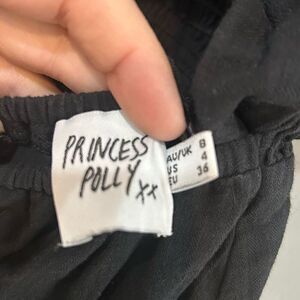 PRINCESS
POLLY
xx
AU/UK 8
US 4
EU 36